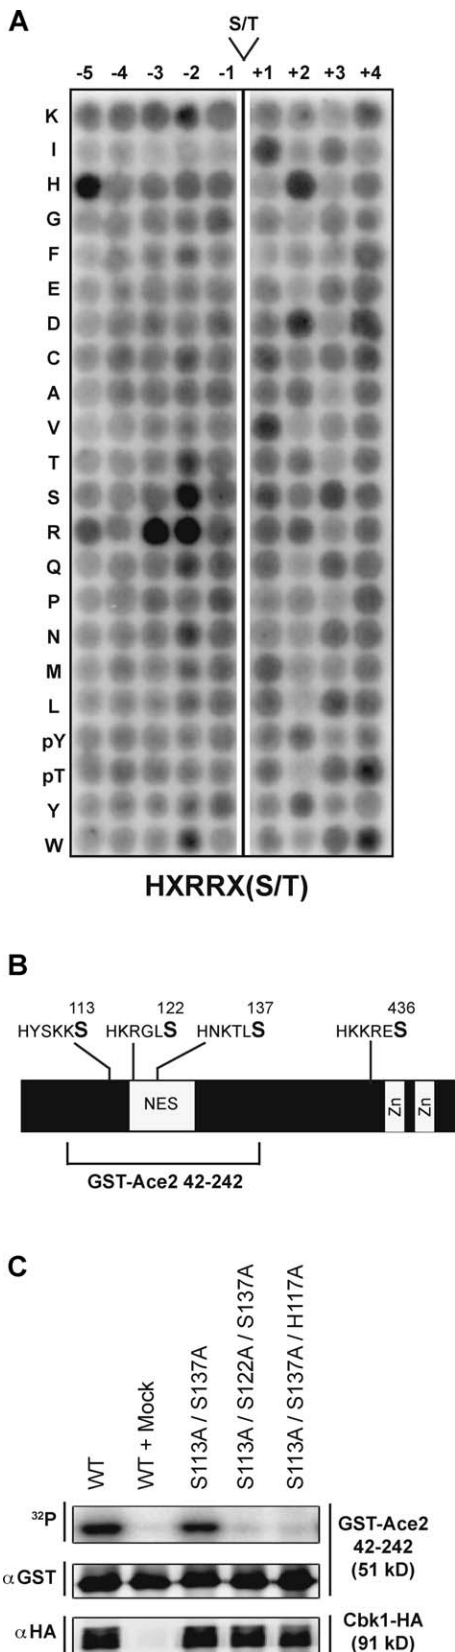 A
S/T
-5 -4 -3 -2 -1 +1 +2 +3 +4
K
I
H
G
F
E
D
C
A
V
T
S
R
Q
P
N
M
L
pY
pT
Y
W
HXRRX(S/T)
B
113 122 137 436
HYSKKS HKRGLS HNKTLS HKKRES
NES Zn Zn
GST-Ace2 42-242
C
WT
WT + Mock
S113A / S137A
S113A / S122A / S137A
S113A / S137A / H117A
32P
αGST
αHA
GST-Ace2
42-242
(51 kD)
Cbk1-HA
(91 kD)